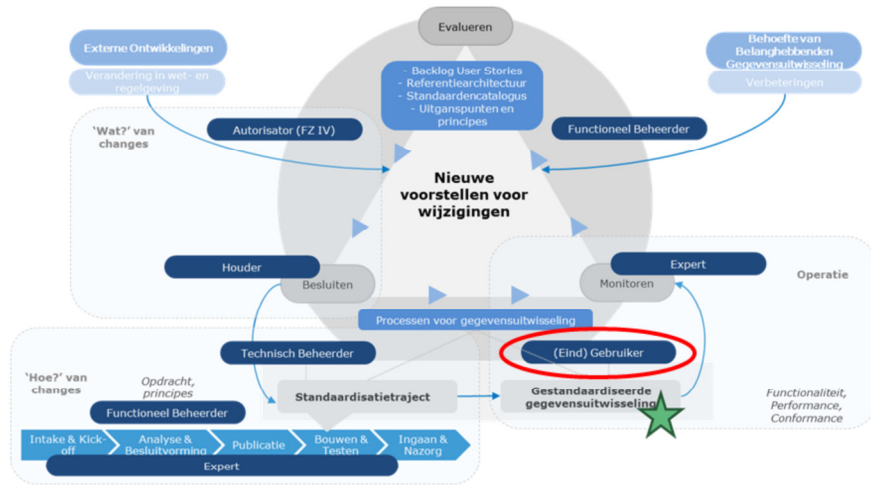 Evalueren
Externe Ontwikkelingen
Verandering in wet- en
regelgeving
Behoefte van
Belanghebbenden
Gegevensuitwisseling
Verbeteringen
- Backlog User Stories
- Referentiearchitectuur
- Standaardencatalogus
- Uitganspunten en
principes
'Wat?' van
changes
Autorisator (FZ IV)
Functioneel Beheerder
Nieuwe
voorstellen voor
wijzigingen
Houder
Besluiten
Expert
Monitoren
Operatie
Processen voor gegevensuitwisseling
Technisch Beheerder
(Eind) Gebruiker
'Hoe?' van
changes
Opdracht,
principes
Functioneel Beheerder
Standaardisatietraject
Gestandaardiseerde
gegevensuitwisseling
Functionaliteit,
Performance,
Conformance
Intake & Kick-
off
Analyse &
Besluitvorming
Publicatie
Bouwen &
Testen
Ingaan &
Nazorg
Expert